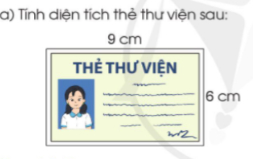 a) Tính diện tích thẻ thư viện sau:
9 cm
THẺ THƯ VIỆN
6 cm